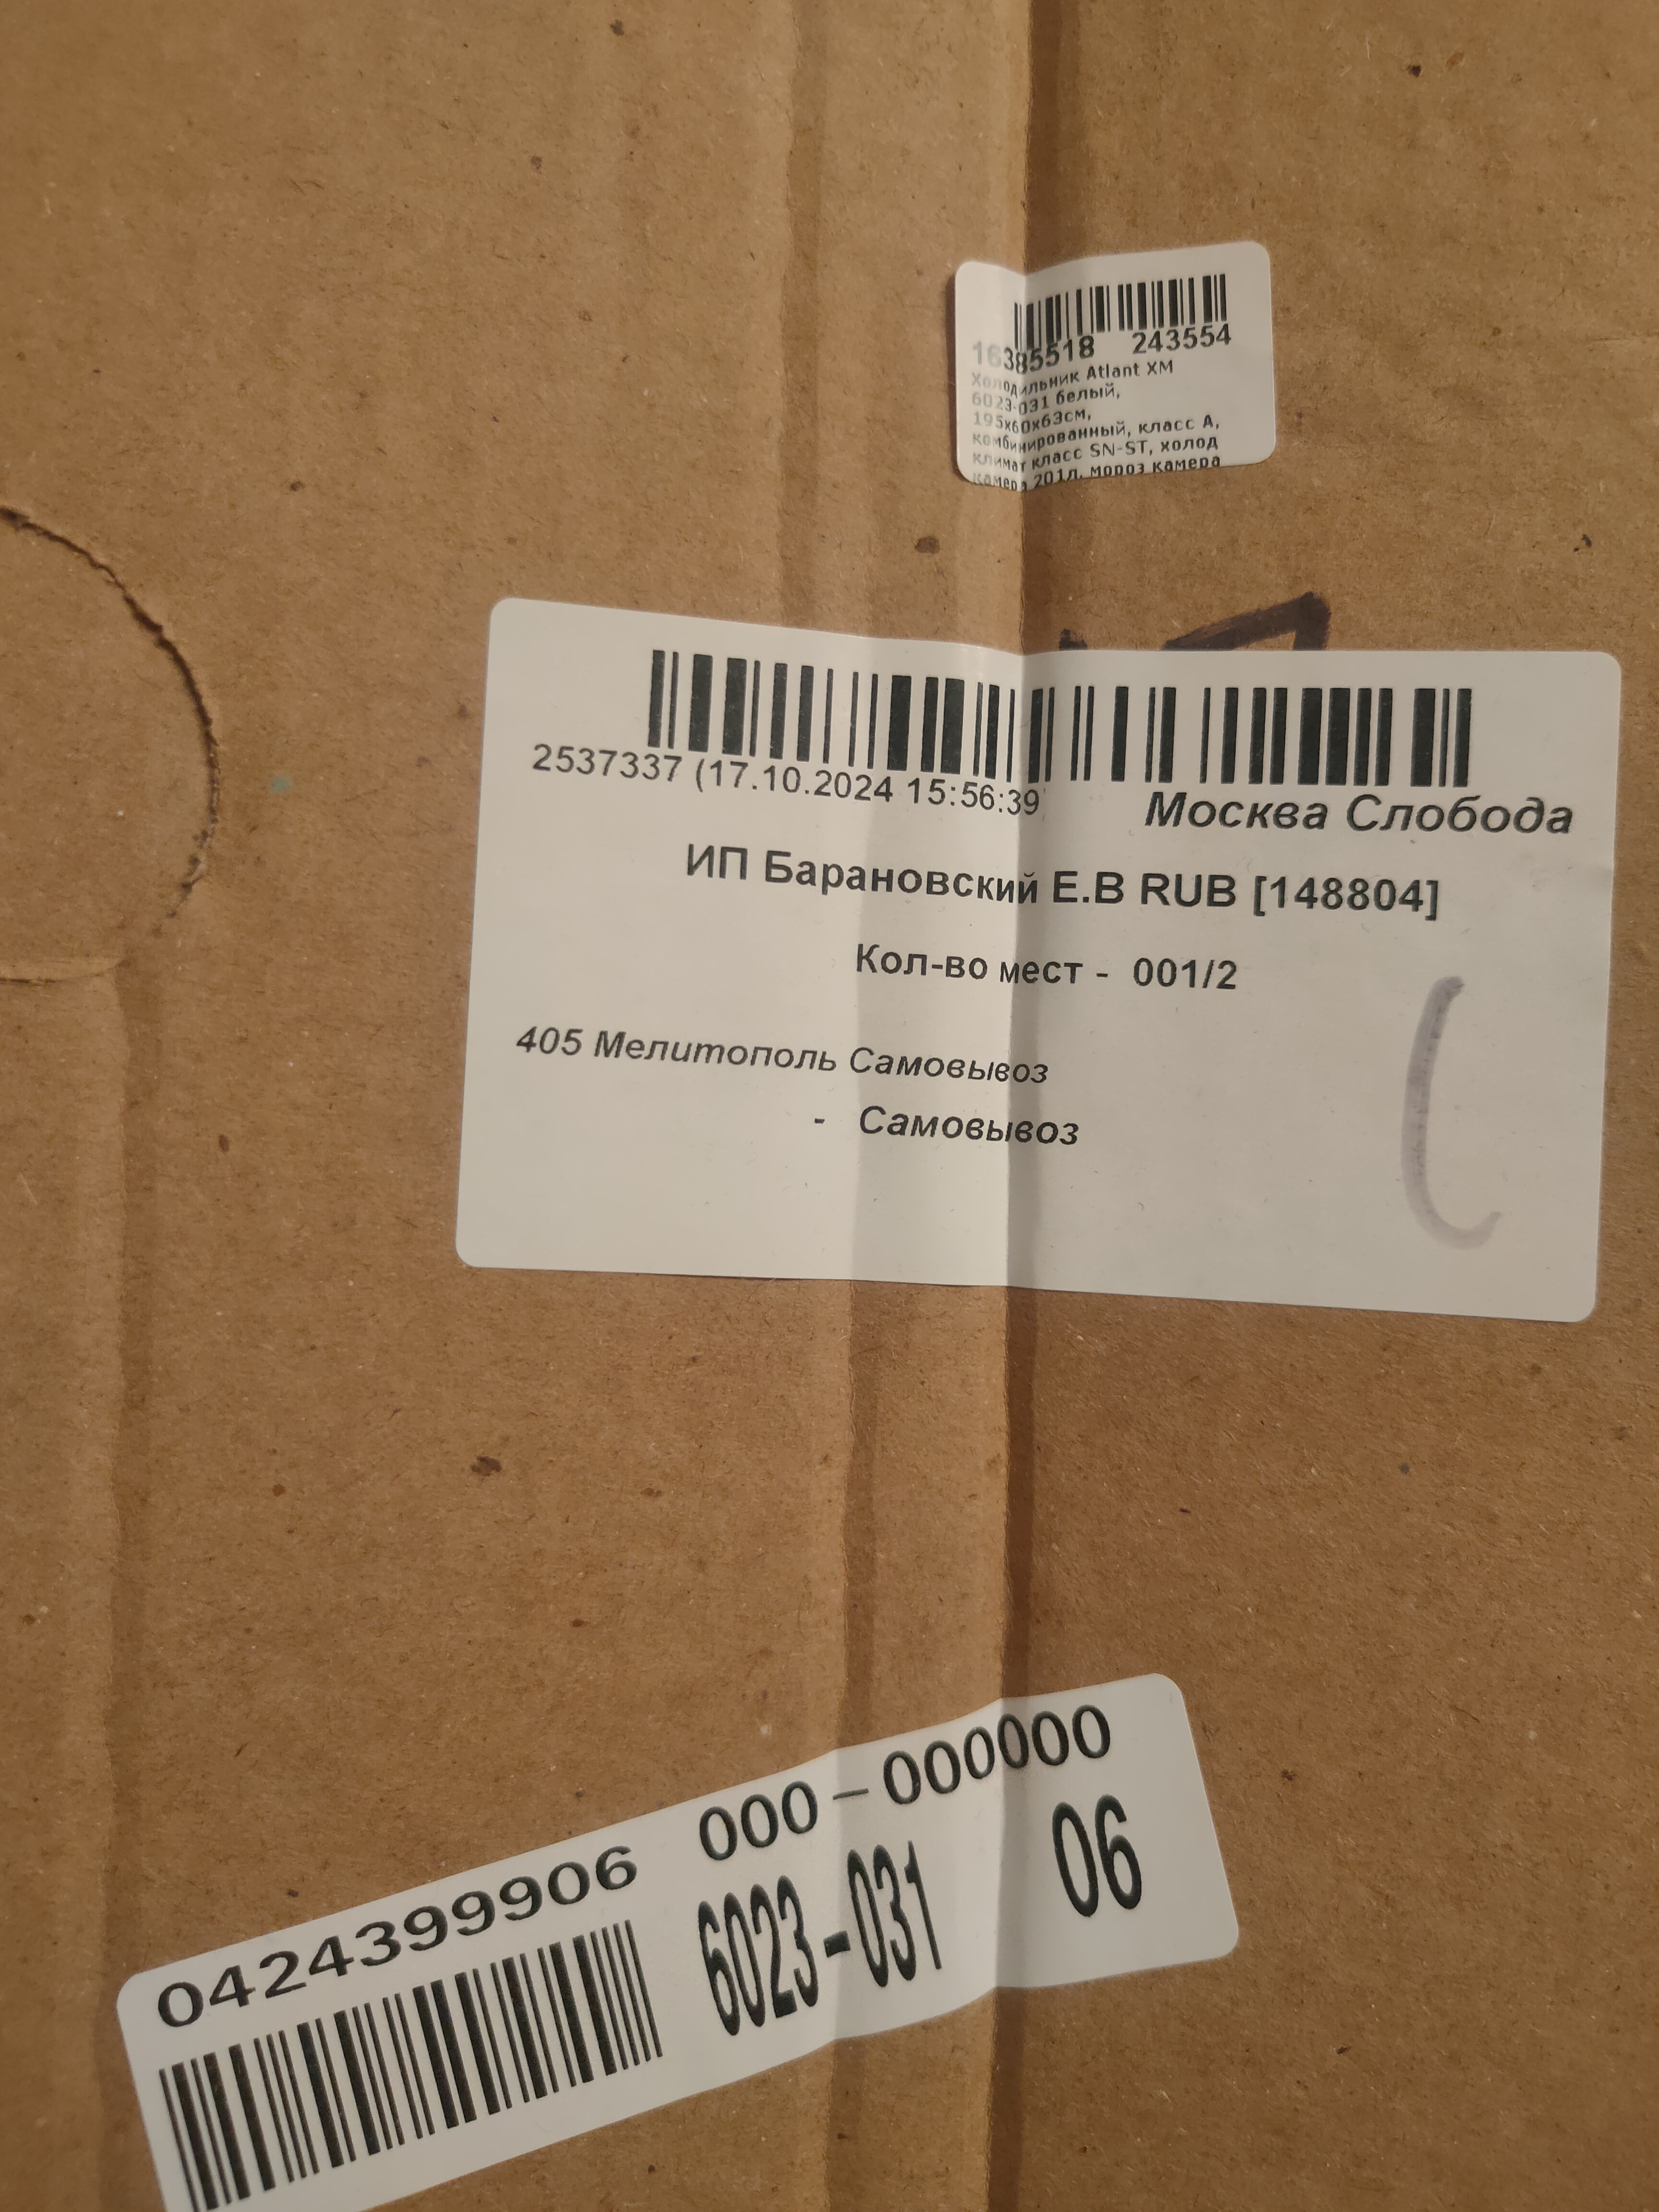 16385518 243554
Холодильник Atlant XM
6023-031 белый,
195x60x63см,
комбинированный, класс А,
климат класс SN-ST, холод
камера 201л, мороз камера
2537337 (17.10.2024 15:56:39)
Москва Слобода
ИП Барановский Е.В RUB [148804]
Кол-во мест - 001/2
405 Мелитополь Самовывоз
- Самовывоз
0424399906 000-000000
6023-031 06